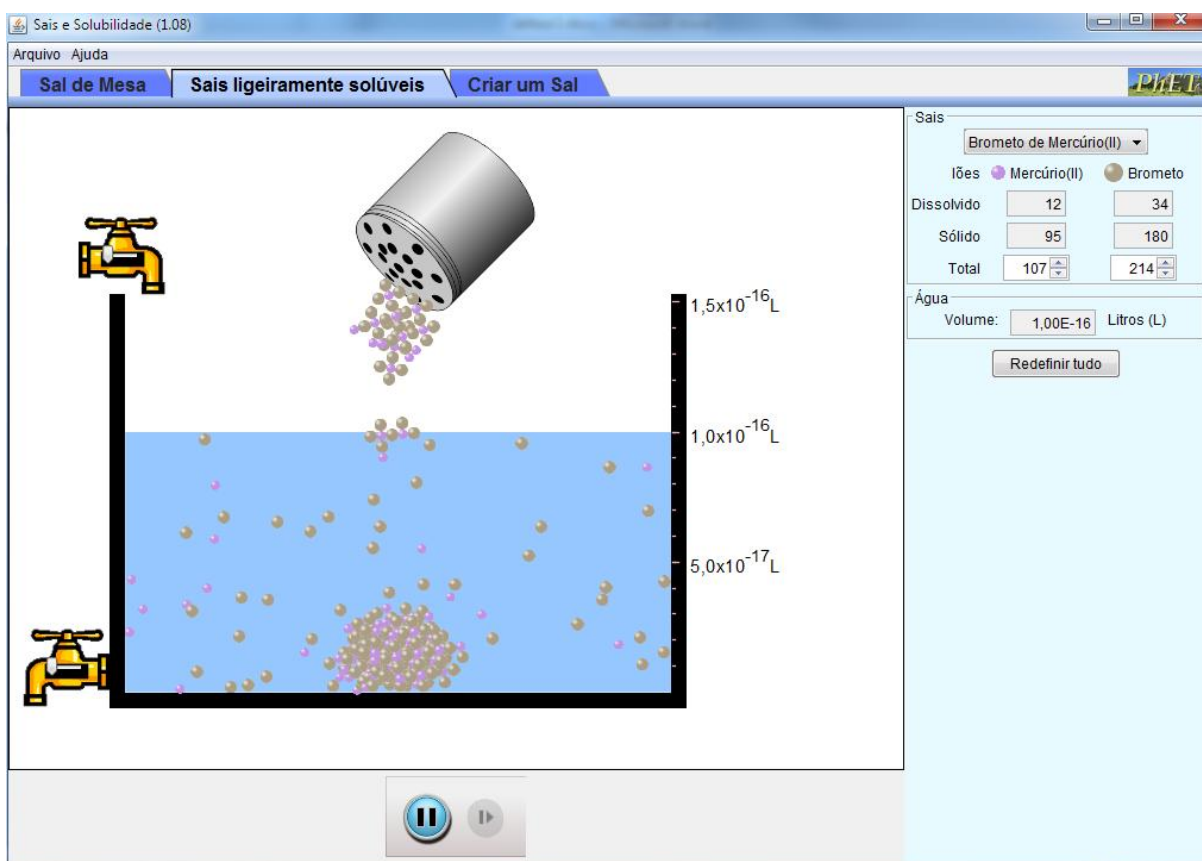 Sais e Solubilidade (1.08)
Arquivo Ajuda
Sal de Mesa Sais ligeiramente solúveis Criar um Sal
PhET
Sais
Brometo de Mercúrio(II)
Iões Mercúrio(II) Brometo
Dissolvido 12 34
Sólido 95 180
Total 107 214
Água
Volume: 1,00E-16 Litros (L)
Redefinir tudo
1,5x10⁻¹⁶L
1,0x10⁻¹⁶L
5,0x10⁻¹⁷L